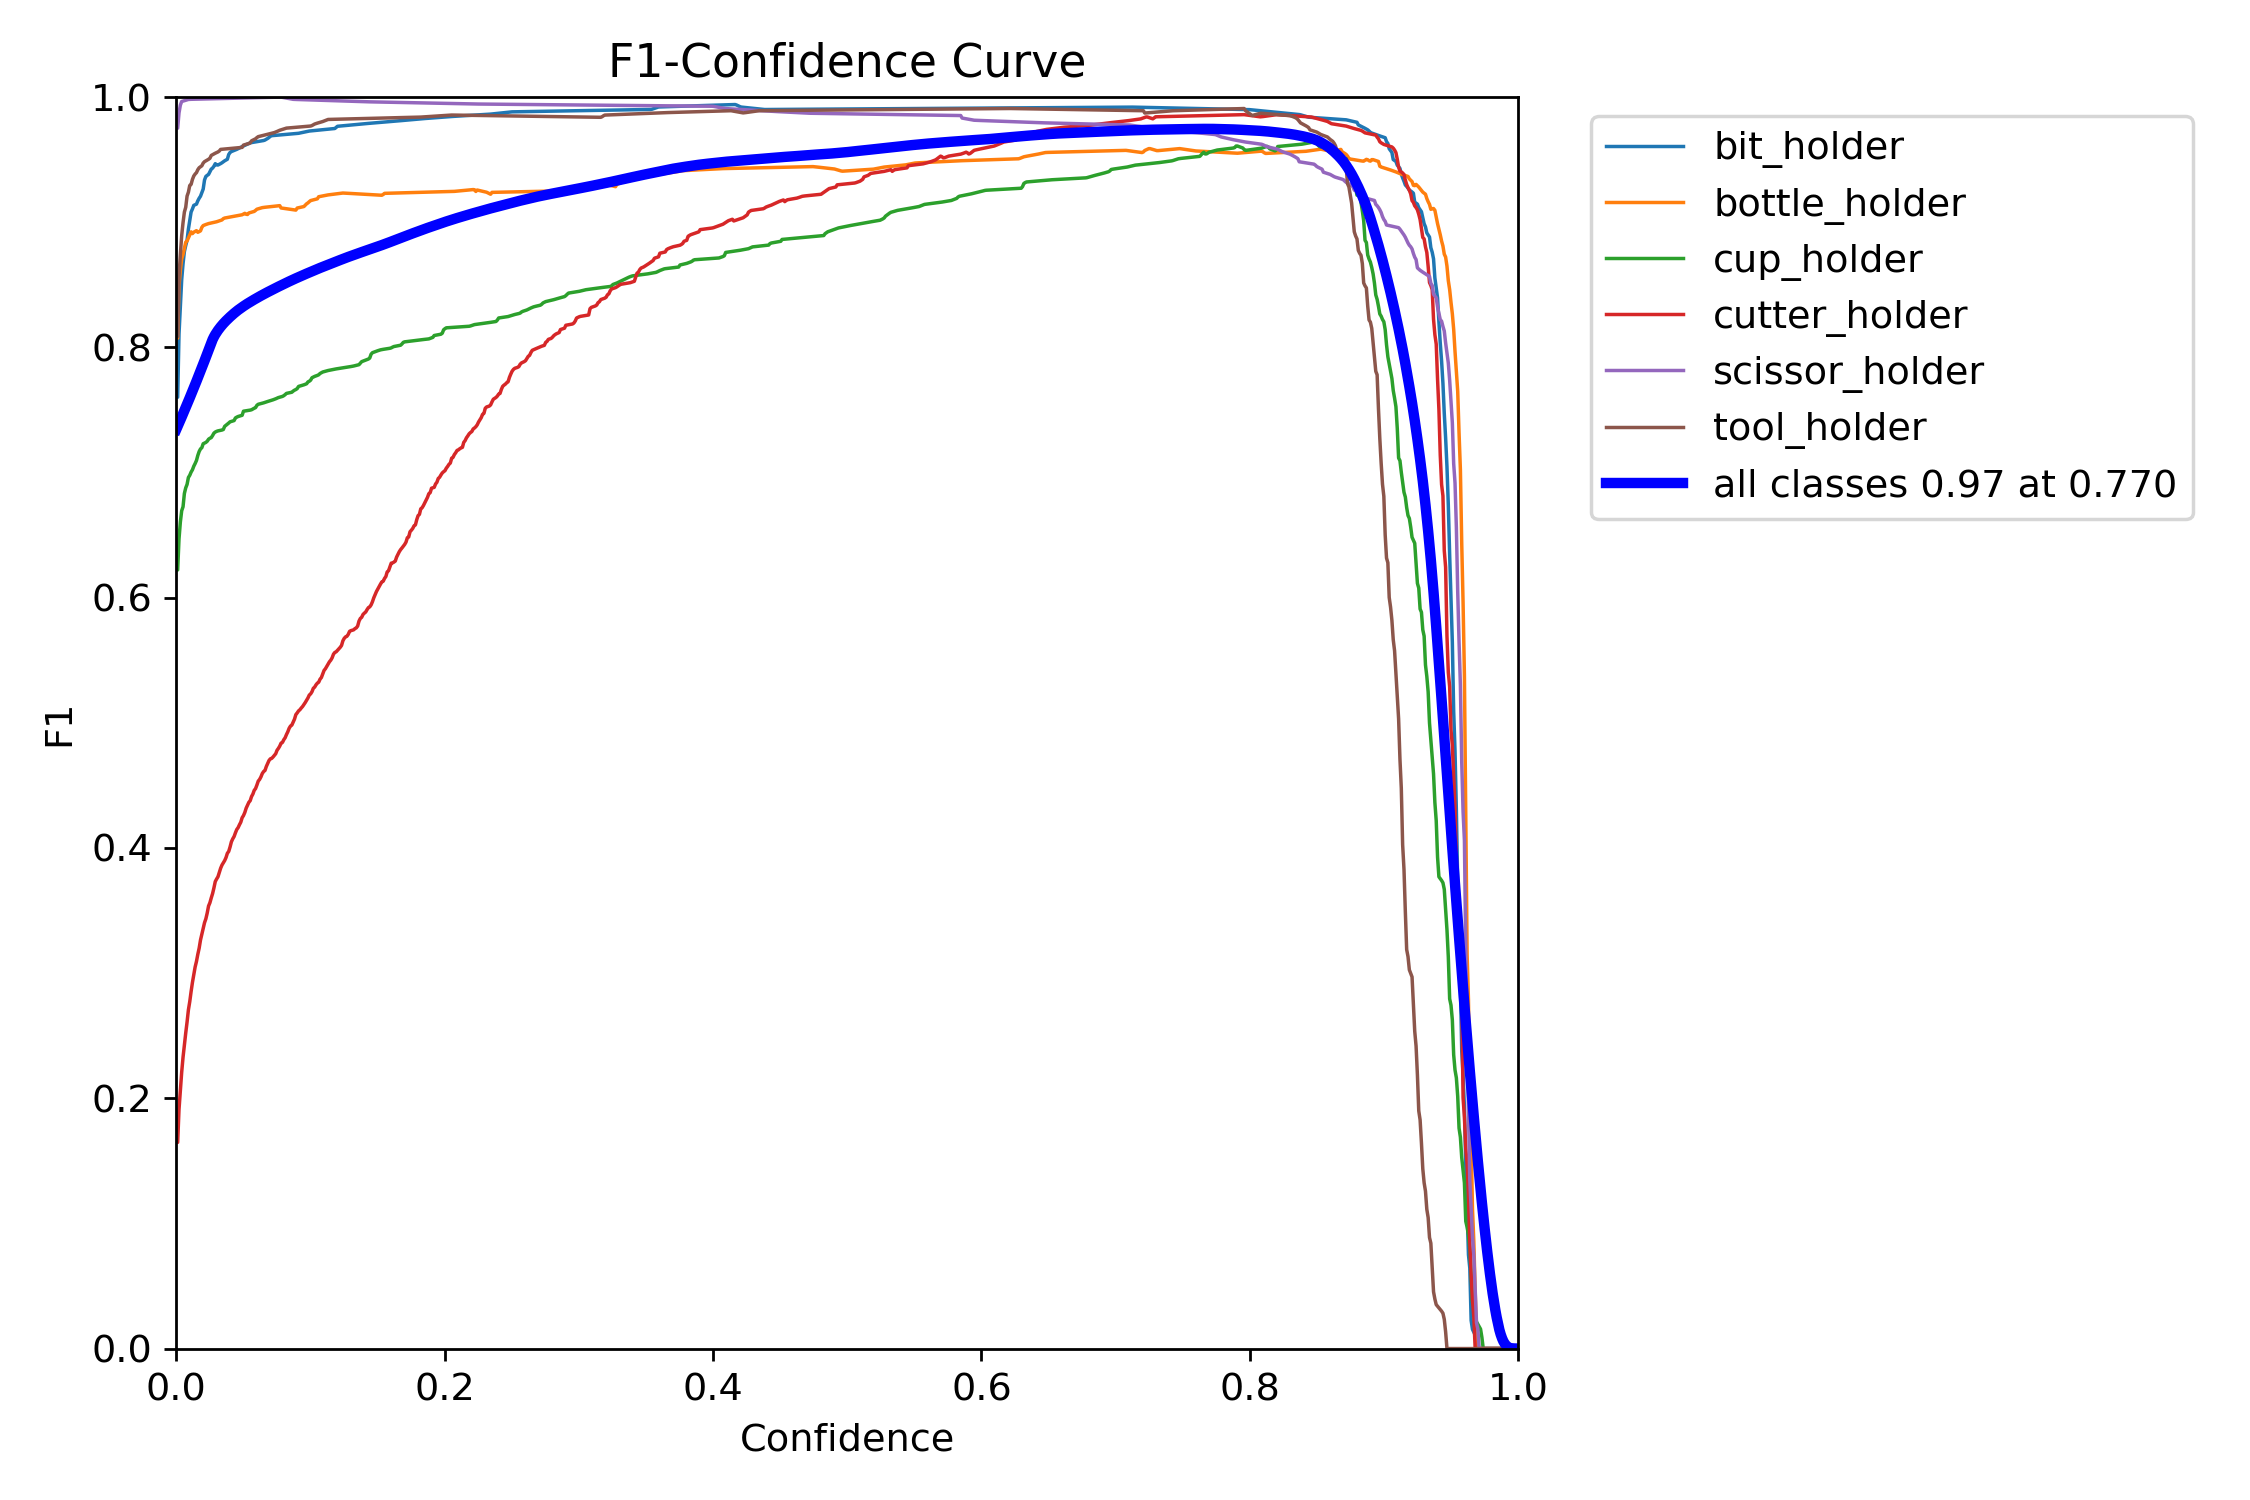 F1-Confidence Curve
1.0
0.8
0.6
0.4
0.2
0.0
F1
0.0 0.2 0.4 0.6 0.8 1.0
Confidence
bit_holder
bottle_holder
cup_holder
cutter_holder
scissor_holder
tool_holder
all classes 0.97 at 0.770